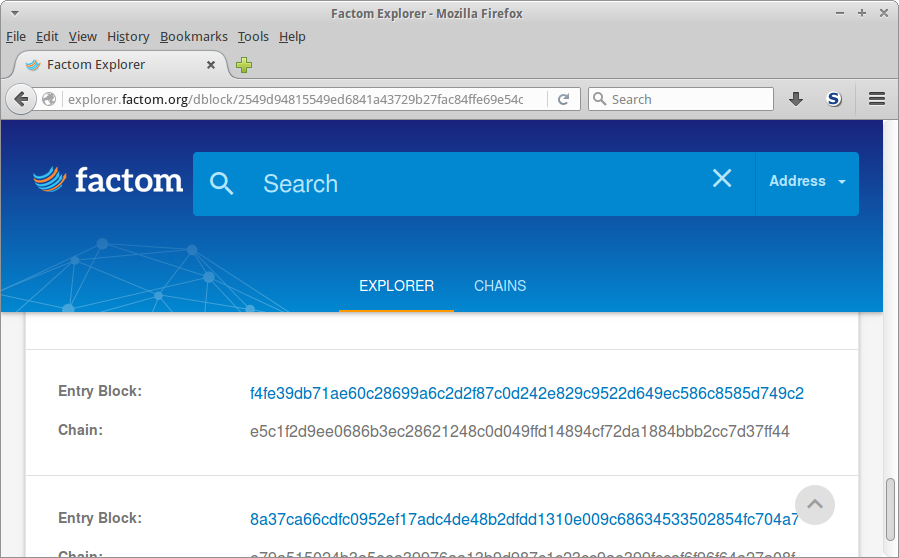 Factom Explorer - Mozilla Firefox
File Edit View History Bookmarks Tools Help
Factom Explorer
explorer.factom.org/dblock/2549d94815549ed6841a43729b27fac84ffe69e54c
Search
S
factom
Search
Address
EXPLORER CHAINS
Entry Block: f4fe39db71ae60c28699a6c2d2f87c0d242e829c9522d649ec586c8585d749c2
Chain: e5c1f2d9ee0686b3ec28621248c0d049ffd14894cf72da1884bbb2cc7d37ff44
Entry Block: 8a37ca66cdfc0952ef17adc4de48b2dfdd1310e009c68634533502854fc704a7
Chain: